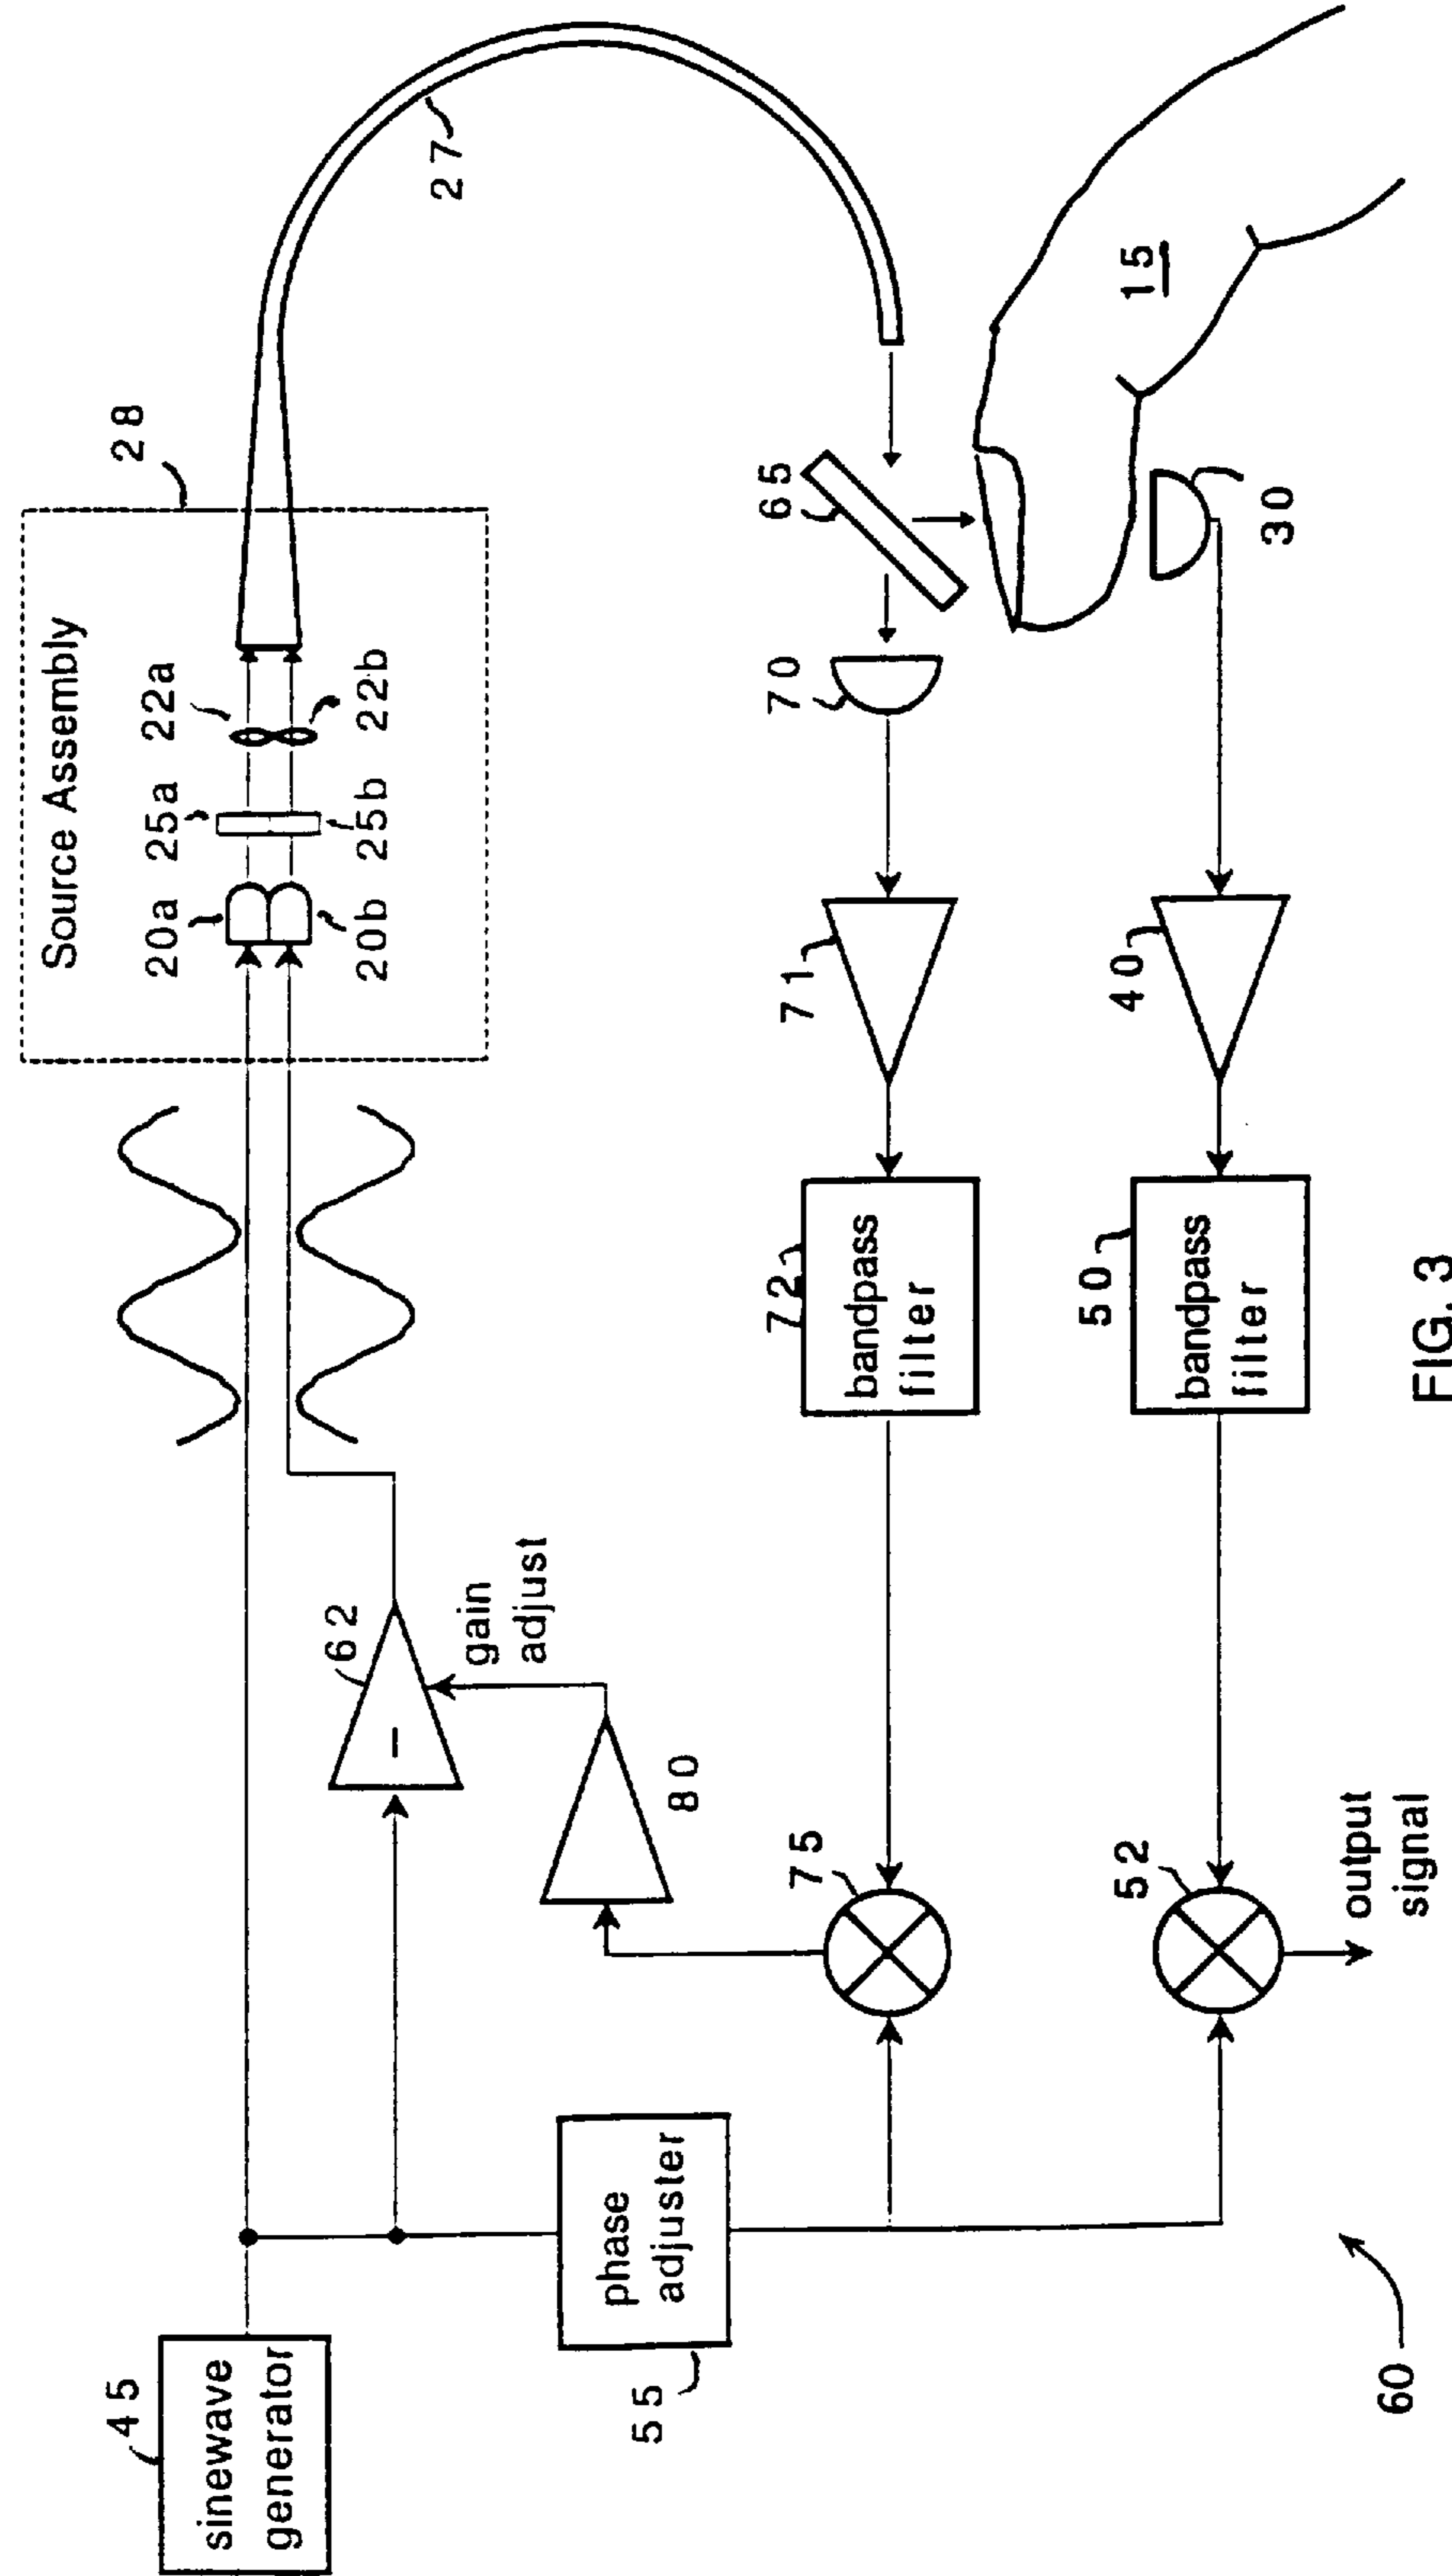 Source Assembly
28
20a
25a
22a
20b
25b
22b
27
45
sinewave
generator
62
gain
adjust
80
55
phase
adjuster
75
72
bandpass
filter
71
70
65
15
52
output
signal
50
bandpass
filter
40
30
60
FIG. 3